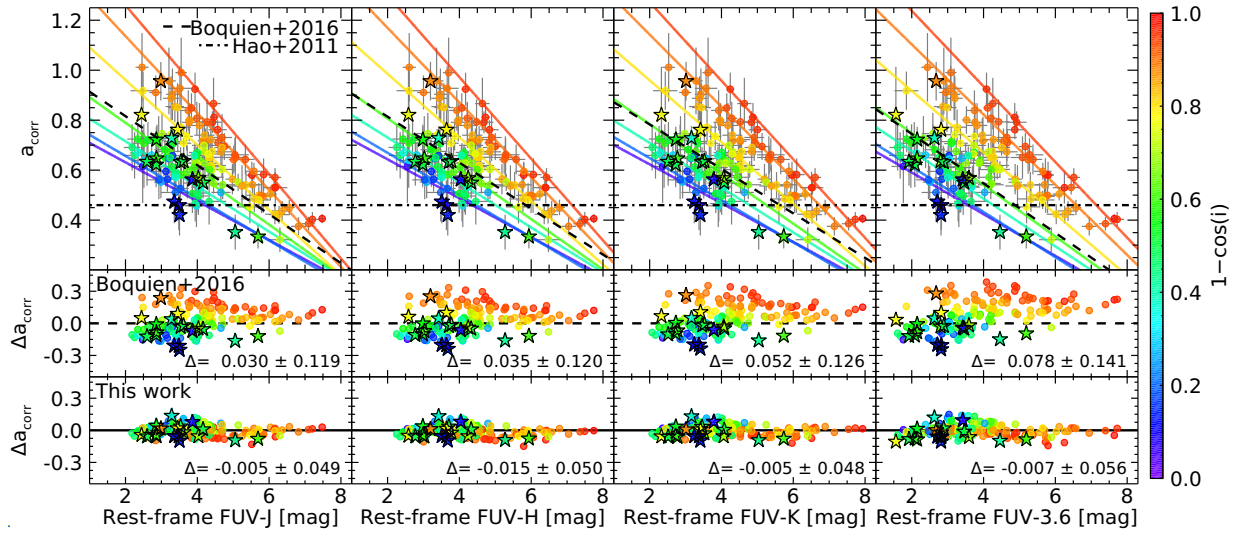 Boquien+2016
Hao+2011
a_corr
1.2
1.0
0.8
0.6
0.4
Boquien+2016
Δa_corr
0.3
0.0
-0.3
Δ= 0.030 ± 0.119
Δ= 0.035 ± 0.120
Δ= 0.052 ± 0.126
Δ= 0.078 ± 0.141
This work
Δa_corr
0.3
0.0
-0.3
Δ= -0.005 ± 0.049
Δ= -0.015 ± 0.050
Δ= -0.005 ± 0.048
Δ= -0.007 ± 0.056
2 4 6 8
2 4 6 8
2 4 6 8
2 4 6 8
Rest-frame FUV-J [mag]
Rest-frame FUV-H [mag]
Rest-frame FUV-K [mag]
Rest-frame FUV-3.6 [mag]
1.0
0.8
0.6
0.4
0.2
0.0
1−cos(i)